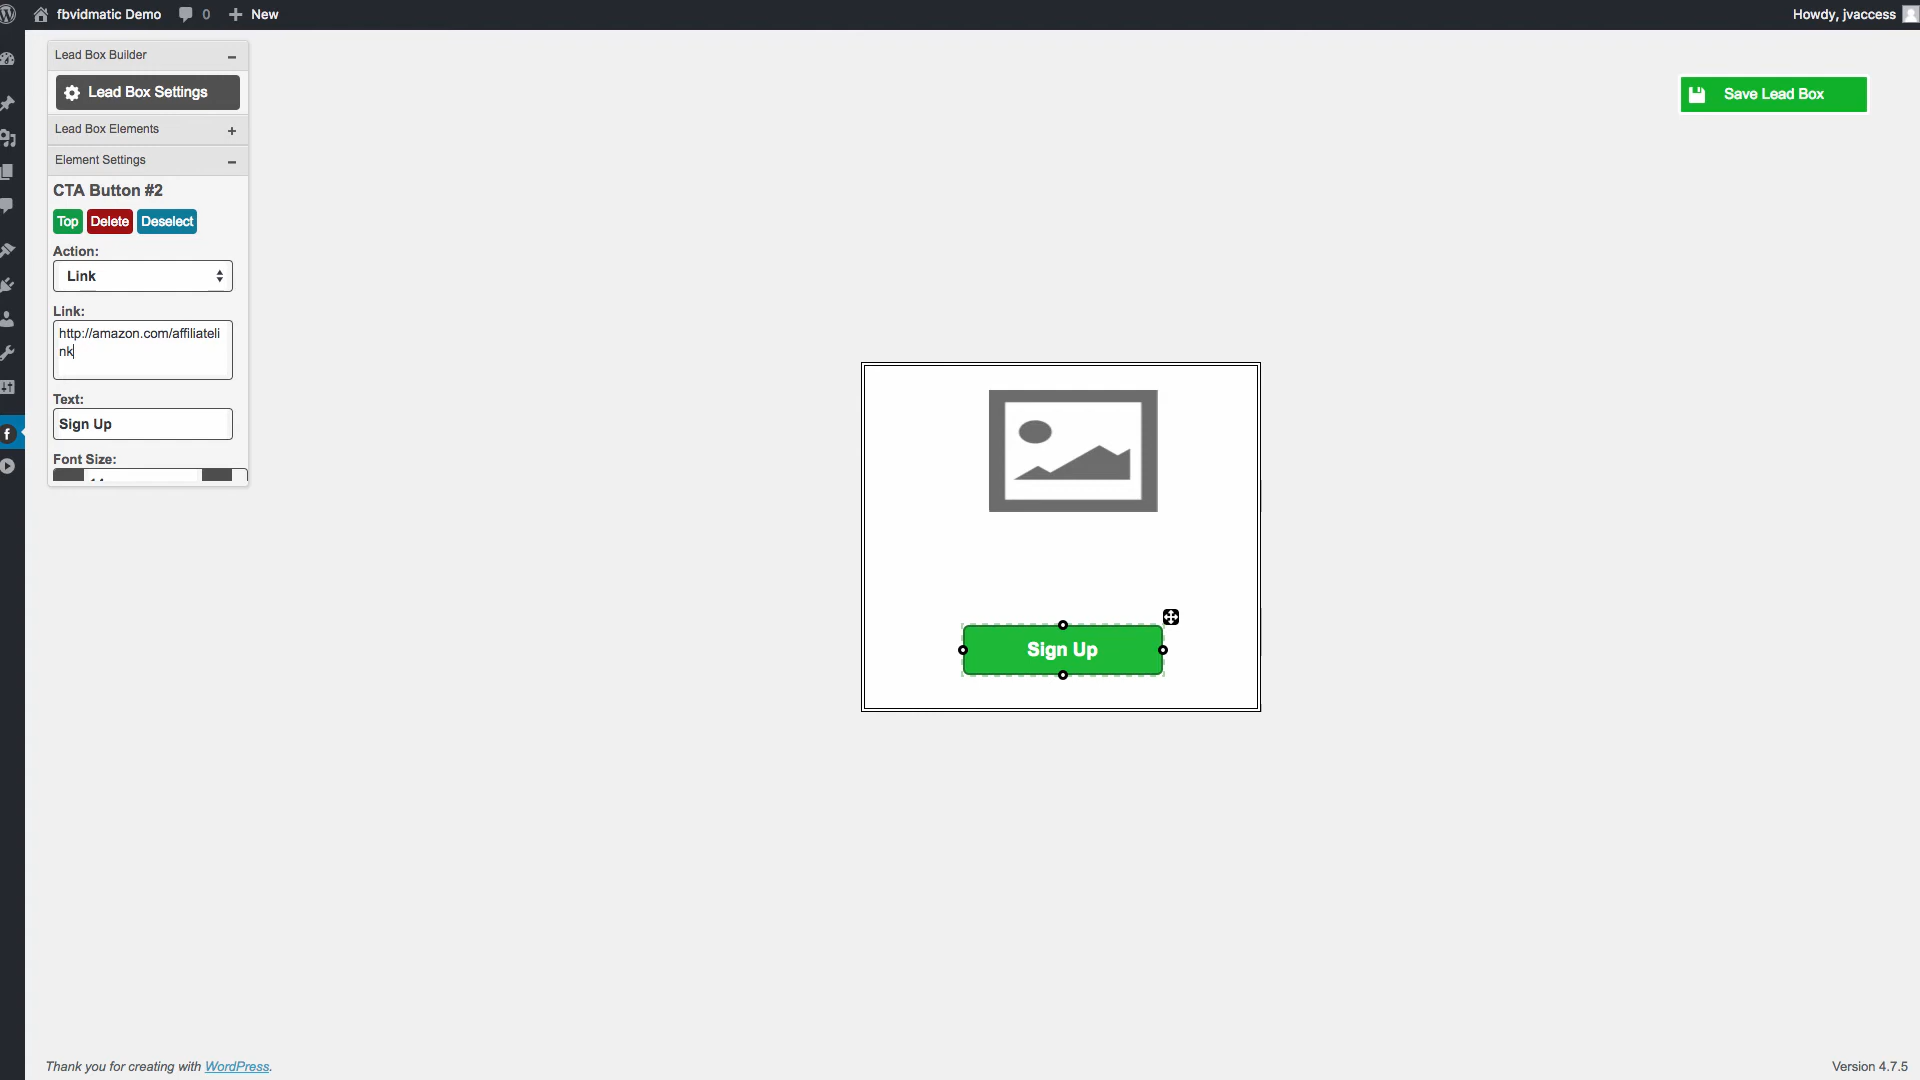 fbvidmatic Demo
0
New
Howdy, jvaccess
Lead Box Builder
Lead Box Settings
Save Lead Box
Lead Box Elements
Element Settings
CTA Button #2
Top
Delete
Deselect
Action:
Link
Link:
http://amazon.com/affiliateli
nk
Text:
Sign Up
Font Size:
Sign Up
Thank you for creating with WordPress.
Version 4.7.5